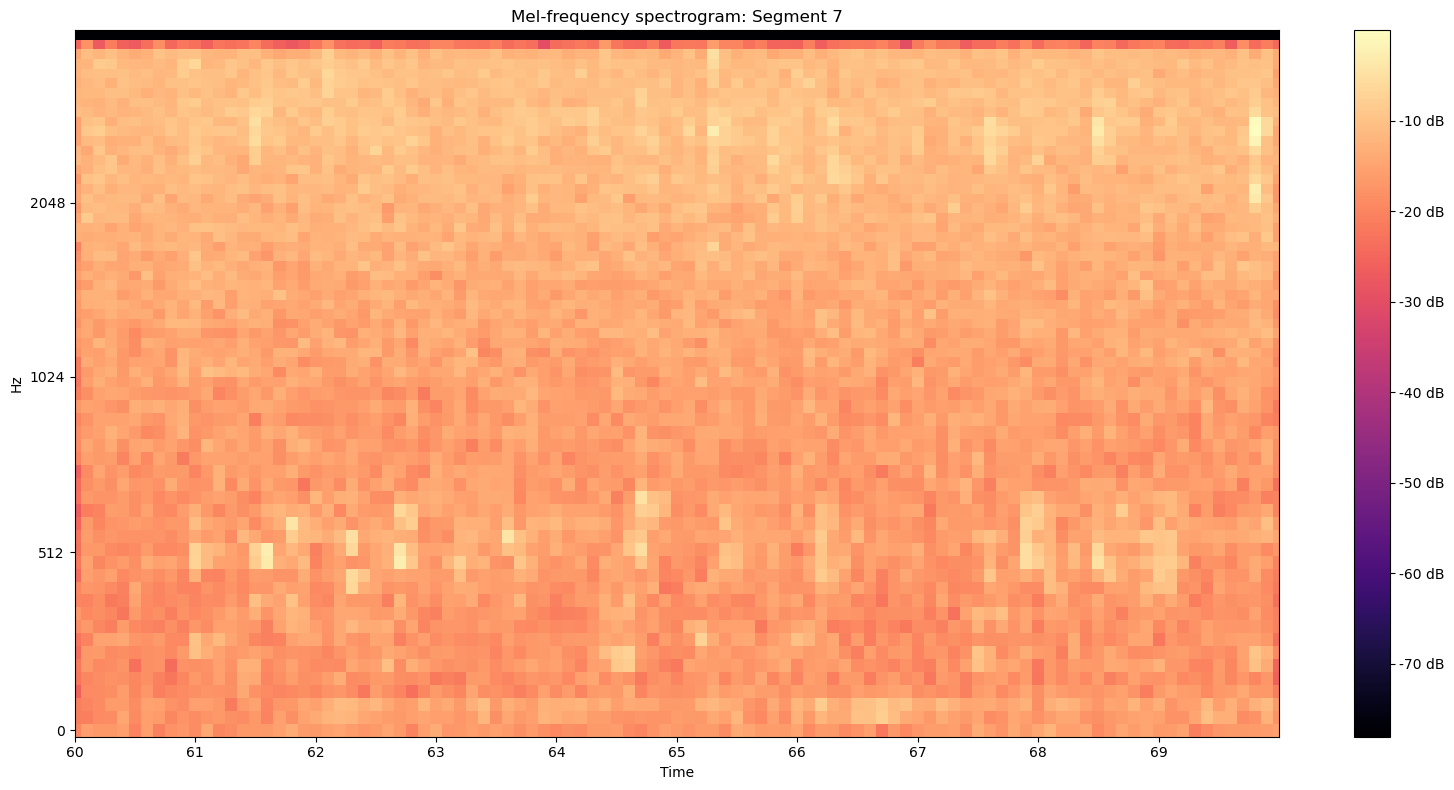 Mel-frequency spectrogram: Segment 7
Hz
2048
1024
512
0
60 61 62 63 64 65 66 67 68 69
Time
-10 dB
-20 dB
-30 dB
-40 dB
-50 dB
-60 dB
-70 dB